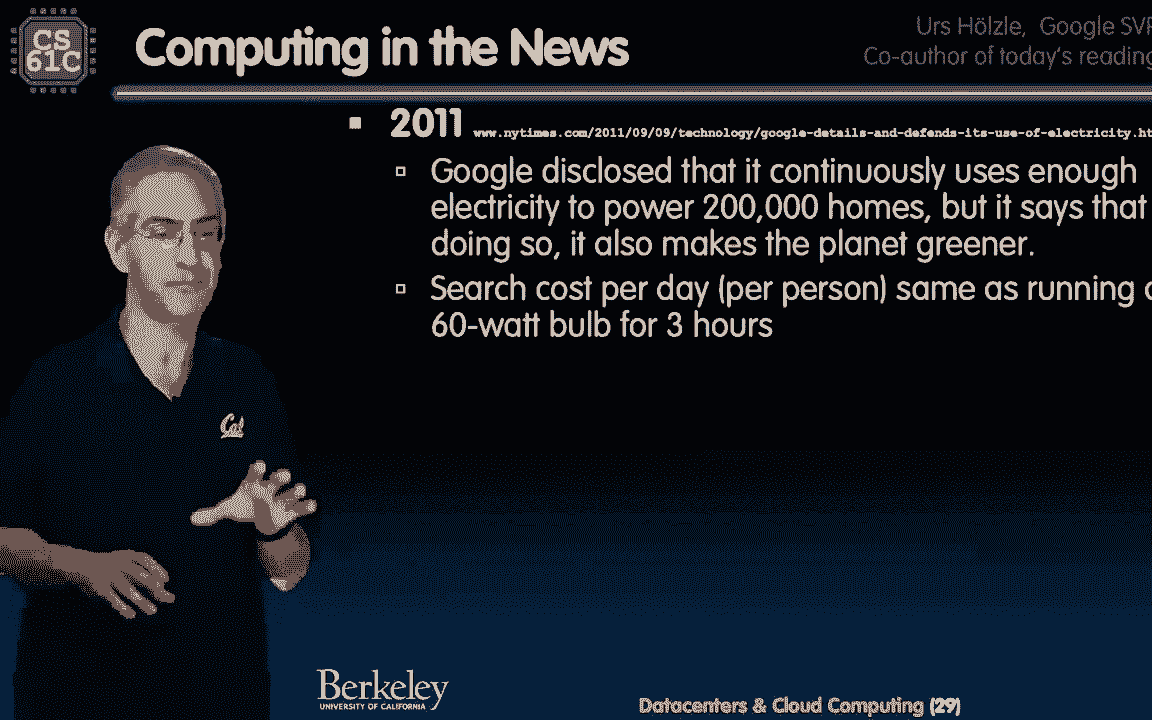 CS
61C
Computing in the News
Urs Hölzle, Google SVP
Co-author of today's reading
2011 www.nytimes.com/2011/09/09/technology/google-details-and-defends-its-use-of-electricity.ht
Google disclosed that it continuously uses enough
electricity to power 200,000 homes, but it says that
doing so, it also makes the planet greener.
Search cost per day (per person) same as running
60-watt bulb for 3 hours
Cal
Berkeley
UNIVERSITY OF CALIFORNIA
Datacenters & Cloud Computing (29)